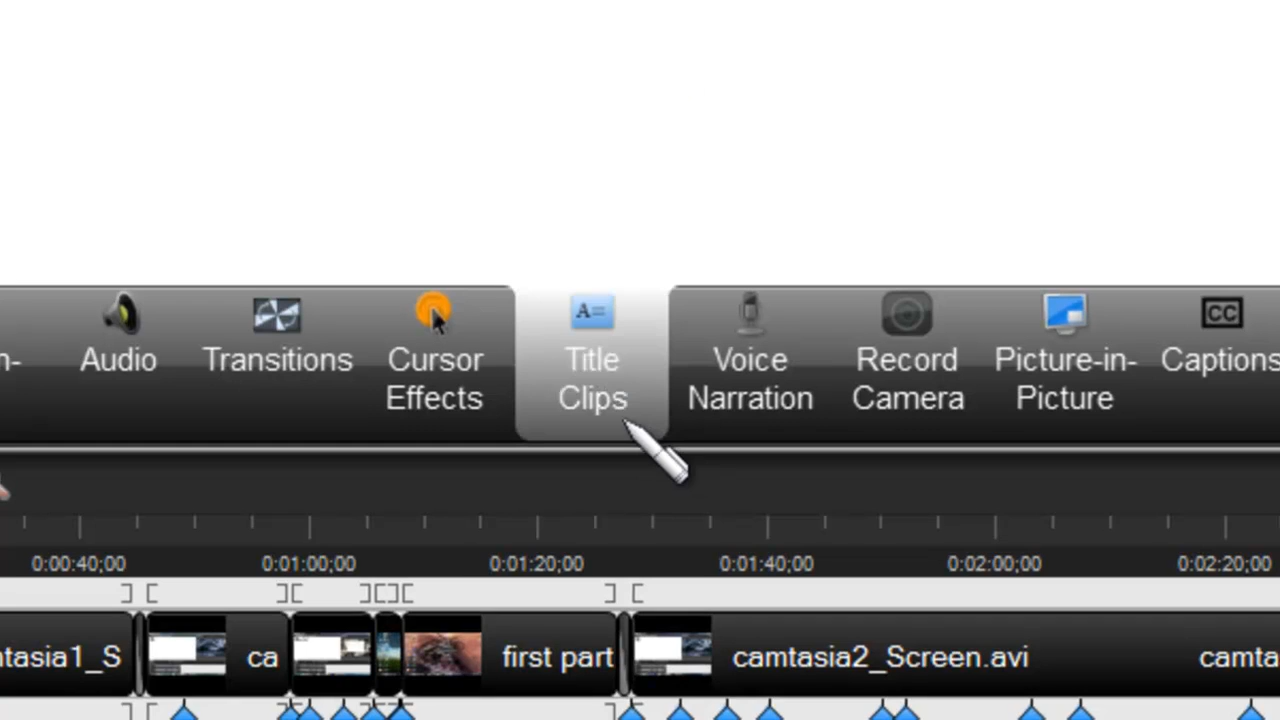 n-
Audio
Transitions
Cursor
Effects
A=
Title
Clips
Voice
Narration
Record
Camera
Picture-in-
Picture
CC
Captions
0:00:40;00
0:01:00;00
0:01:20;00
0:01:40;00
0:02:00;00
0:02:20;00
ntasia1_S
ca
first part
camtasia2_Screen.avi
camta